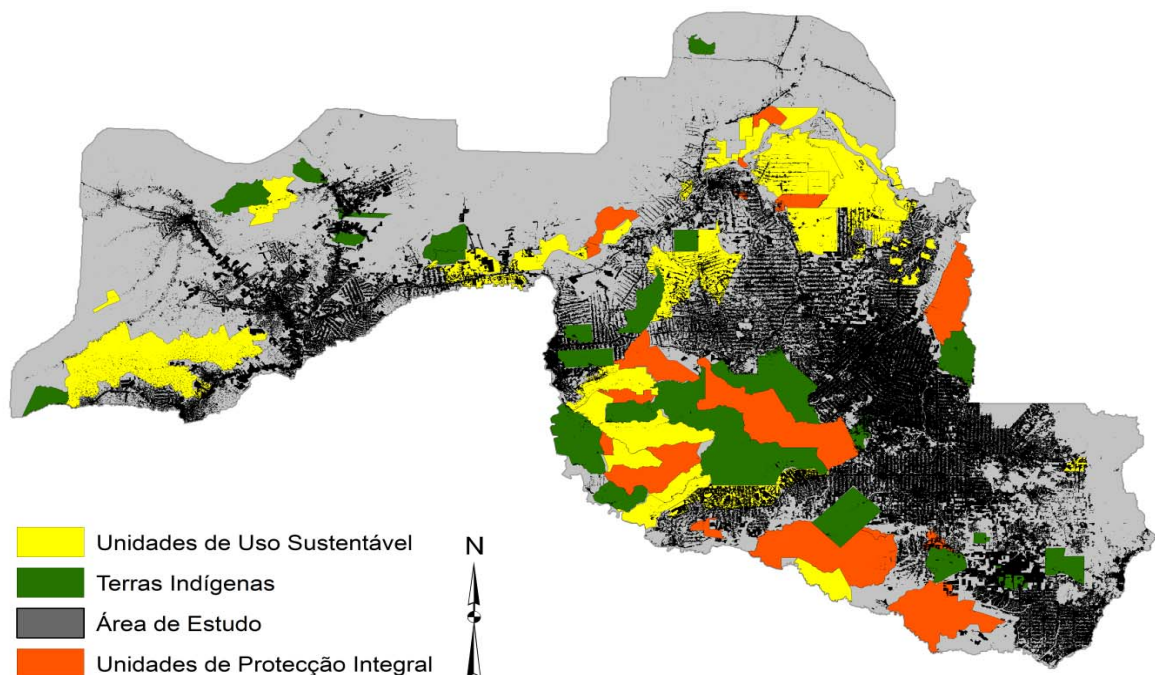 N
Unidades de Uso Sustentável
Terras Indígenas
Área de Estudo
Unidades de Protecção Integral